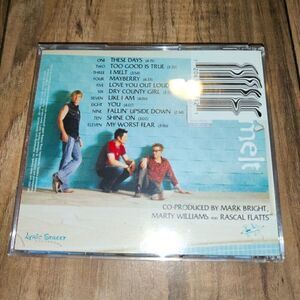 ONE THESE DAYS
TWO TOO GOOD IS TRUE
THREE I MELT
FOUR MAYBERRY
FIVE LOVE YOU OUT LOUD
SIX DRY COUNTY GIRL
SEVEN LIKE I AM
EIGHT YOU
NINE FALLIN' UPSIDE DOWN
TEN SHINE ON
ELEVEN MY WORST FEAR
melt
CO-PRODUCED BY MARK BRIGHT,
MARTY WILLIAMS AND RASCAL FLATTS
Lyric Street